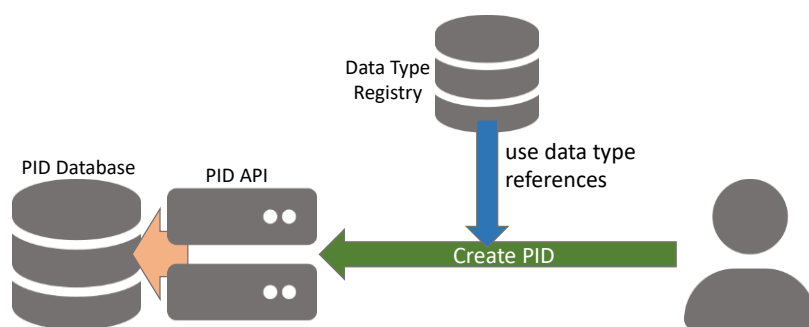 Data Type
Registry
use data type
references
PID Database
PID API
Create PID